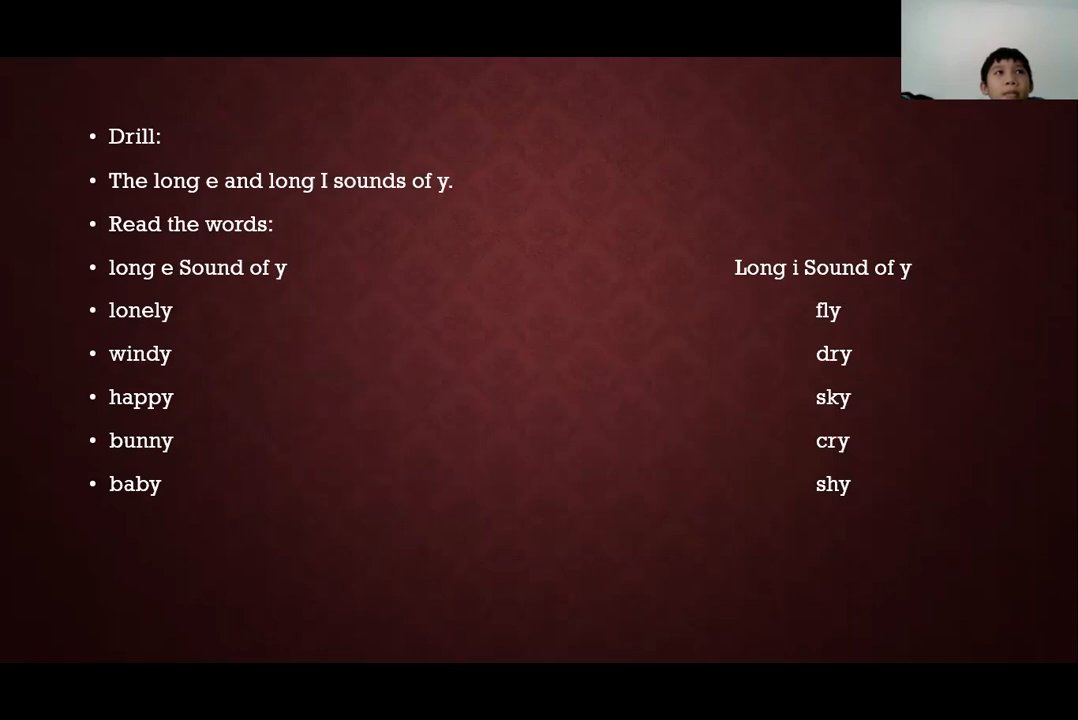 • Drill:
• The long e and long I sounds of y.
• Read the words:
• long e Sound of y Long i Sound of y
• lonely fly
• windy dry
• happy sky
• bunny cry
• baby shy